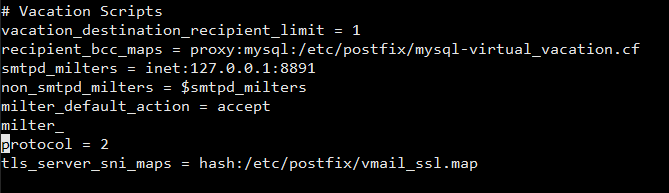 # Vacation Scripts
vacation_destination_recipient_limit = 1
recipient_bcc_maps = proxy:mysql:/etc/postfix/mysql-virtual_vacation.cf
smtpd_milters = inet:127.0.0.1:8891
non_smtpd_milters = $smtpd_milters
milter_default_action = accept
milter_
protocol = 2
tls_server_sni_maps = hash:/etc/postfix/vmail_ssl.map